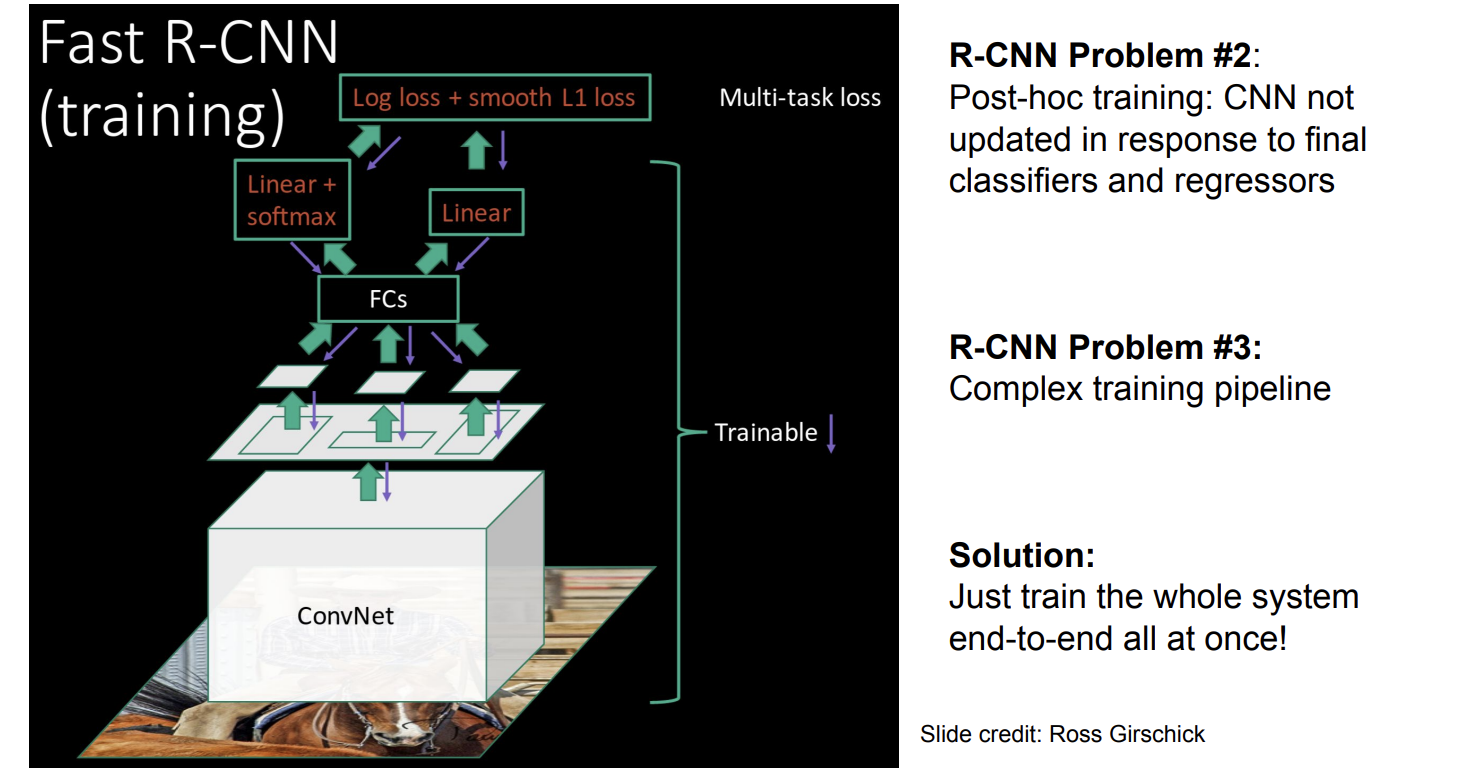 Fast R-CNN
(training)
Log loss + smooth L1 loss
Multi-task loss
Linear +
softmax
Linear
FCs
Trainable
ConvNet
R-CNN Problem #2:
Post-hoc training: CNN not
updated in response to final
classifiers and regressors
R-CNN Problem #3:
Complex training pipeline
Solution:
Just train the whole system
end-to-end all at once!
Slide credit: Ross Girschick